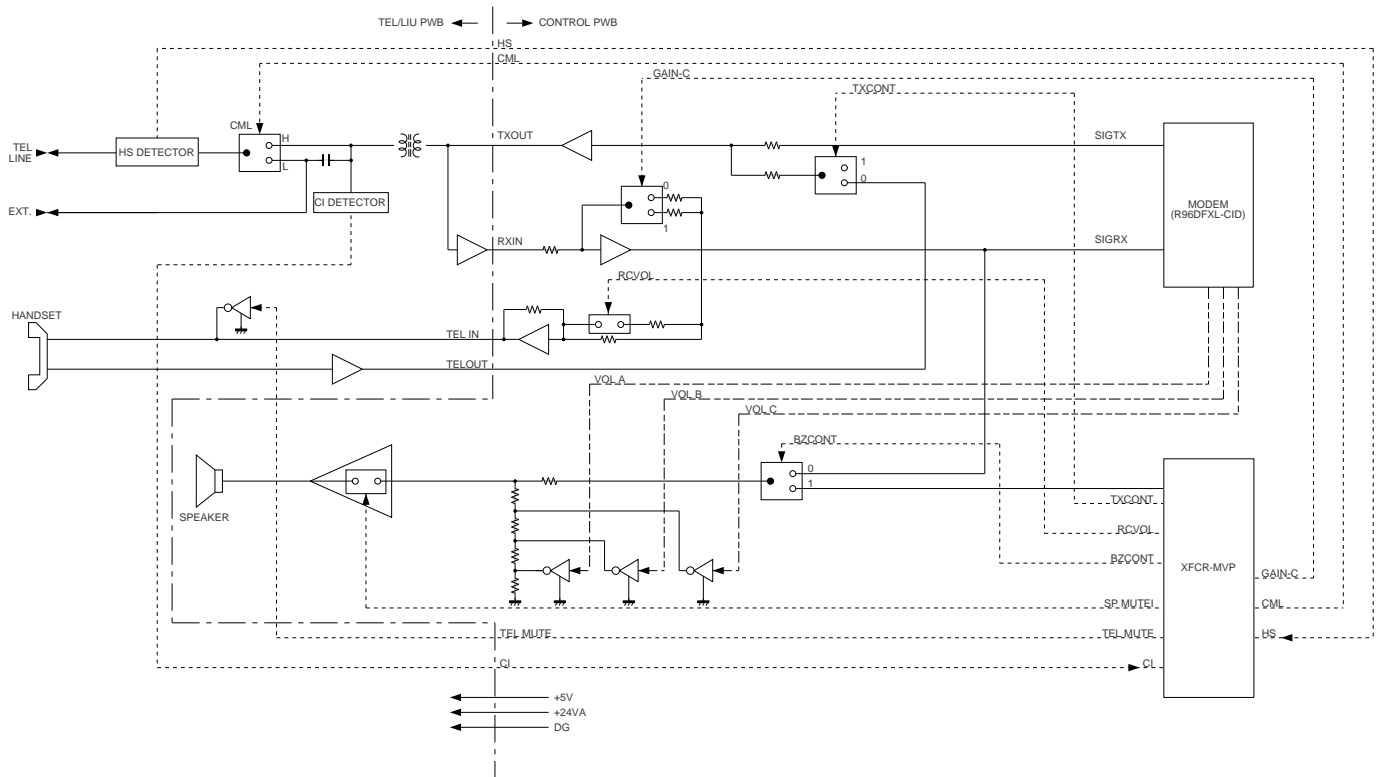 TEL/LIU PWB
CONTROL PWB
HS
CML
GAIN-C
TXCONT
CML
H
TXOUT
SIGTX
TEL
LINE
HS DETECTOR
L
1
0
CI DETECTOR
0
1
MODEM
(R96DFXL-CID)
EXT.
RXIN
SIGRX
RCVOL
HANDSET
TEL IN
TELOUT
VOL A
VOL B
VOL C
BZCONT
0
1
SPEAKER
TXCONT
RCVOL
BZCONT
XFCR-MVP
GAIN-C
SP MUTEI
CML
TEL MUTE
TEL MUTE
HS
CI
CI
+5V
+24VA
DG